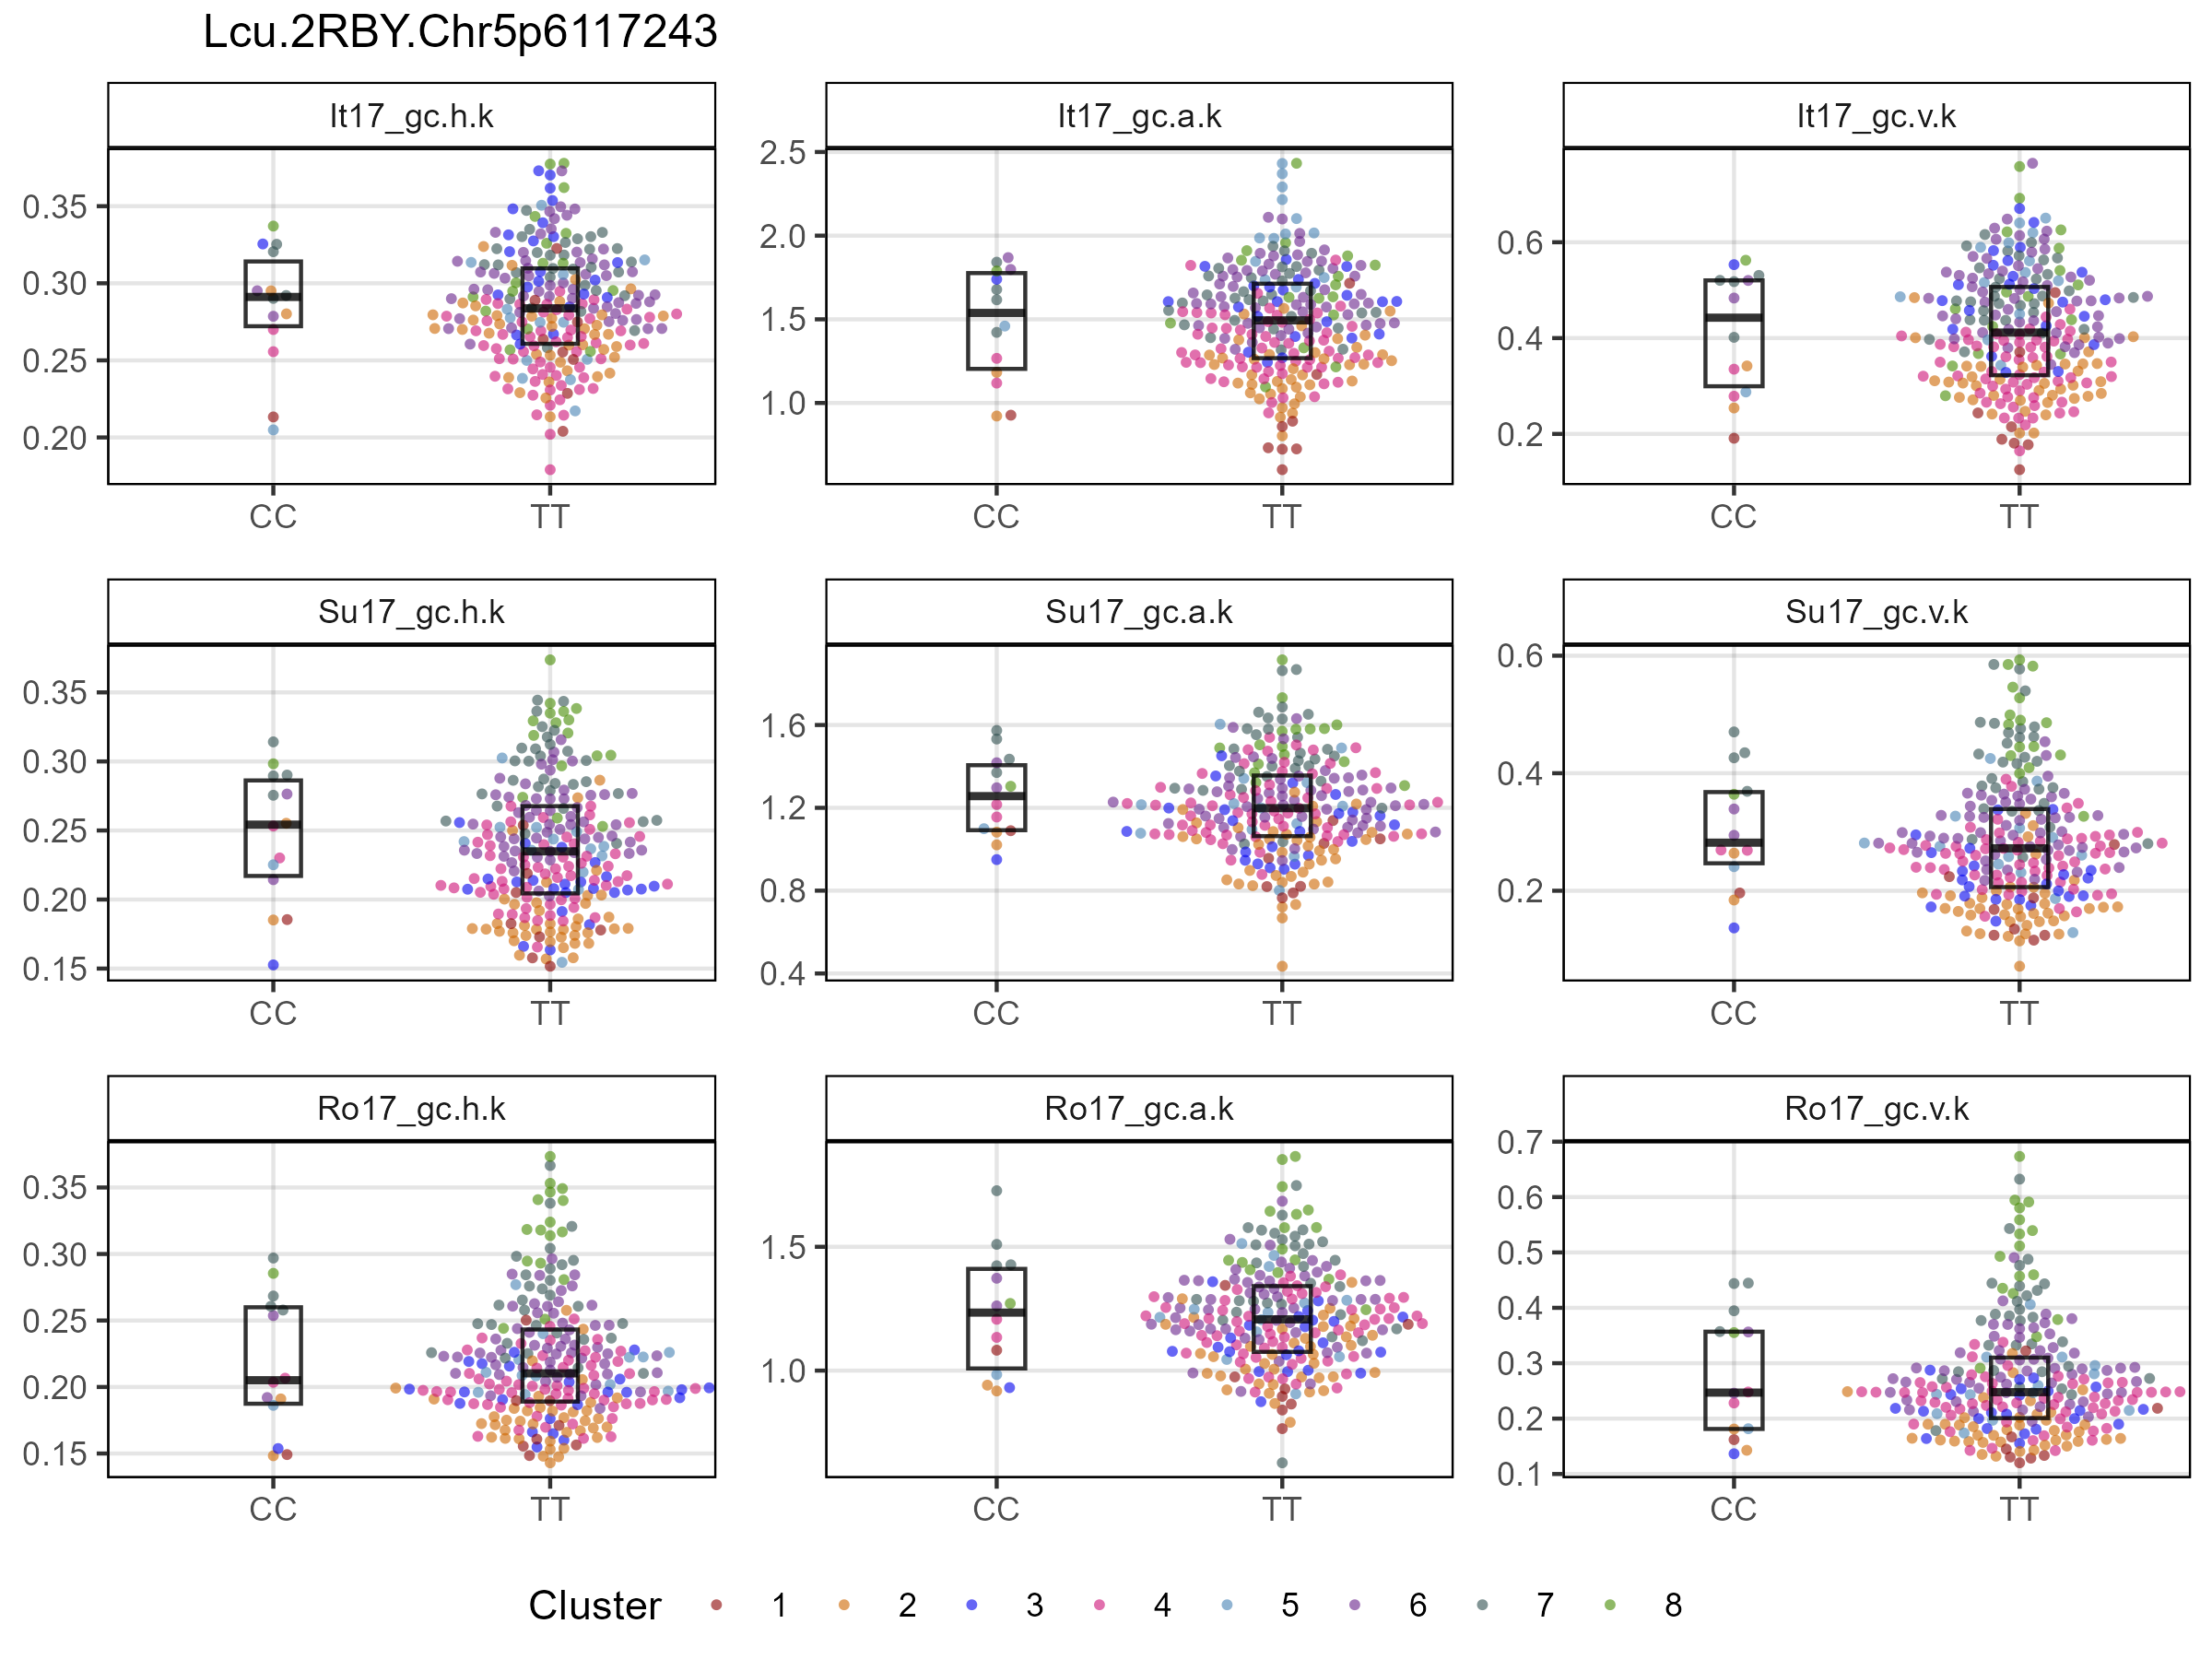 Lcu.2RBY.Chr5p6117243
It17_gc.h.k
It17_gc.a.k
It17_gc.v.k
0.35
0.30
0.25
0.20
2.5
2.0
1.5
1.0
0.6
0.4
0.2
CC
TT
CC
TT
CC
TT
Su17_gc.h.k
Su17_gc.a.k
Su17_gc.v.k
0.35
0.30
0.25
0.20
0.15
1.6
1.2
0.8
0.4
0.6
0.4
0.2
CC
TT
CC
TT
CC
TT
Ro17_gc.h.k
Ro17_gc.a.k
Ro17_gc.v.k
0.35
0.30
0.25
0.20
0.15
1.5
1.0
0.7
0.6
0.5
0.4
0.3
0.2
0.1
CC
TT
CC
TT
CC
TT
Cluster 1 2 3 4 5 6 7 8